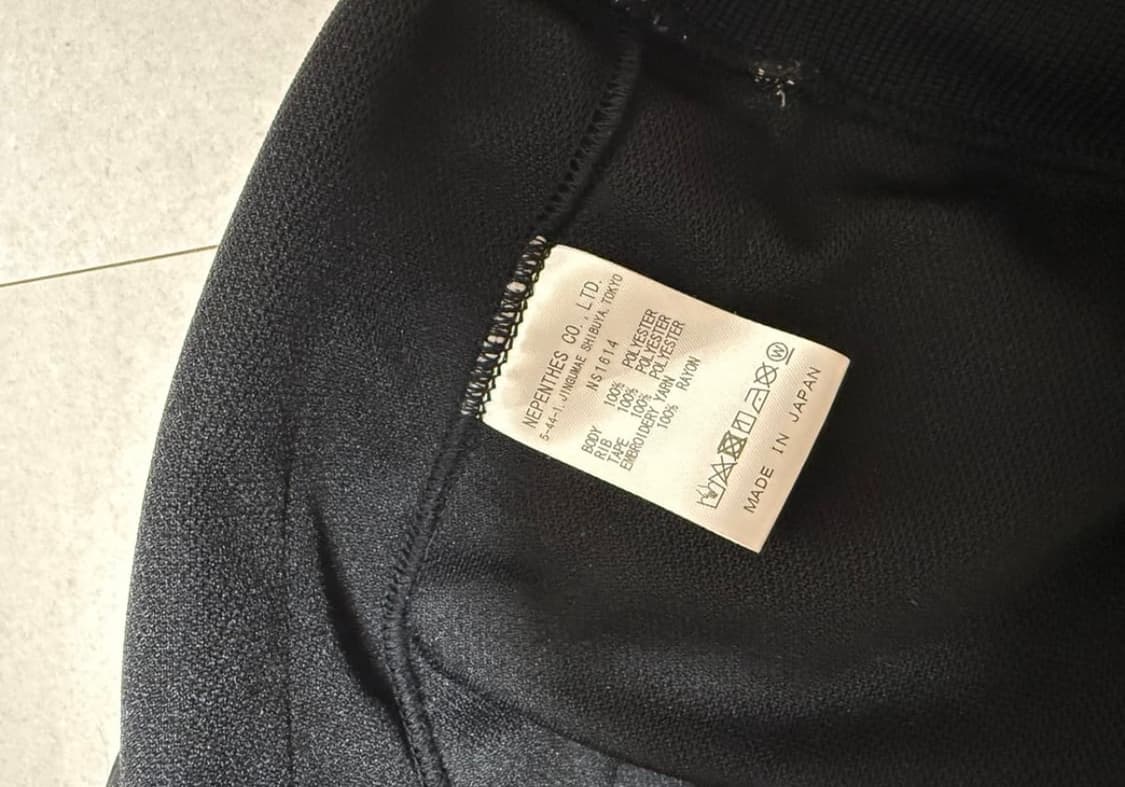 NEPENTHES CO., LTD.
5-44-1, JINGUMAE SHIBUYA, TOKYO
NS1614
BODY 100% POLYESTER
RIB 100% POLYESTER
TAPE 100% POLYESTER
EMBROIDERY YARN
100% RAYON
W
MADE IN JAPAN